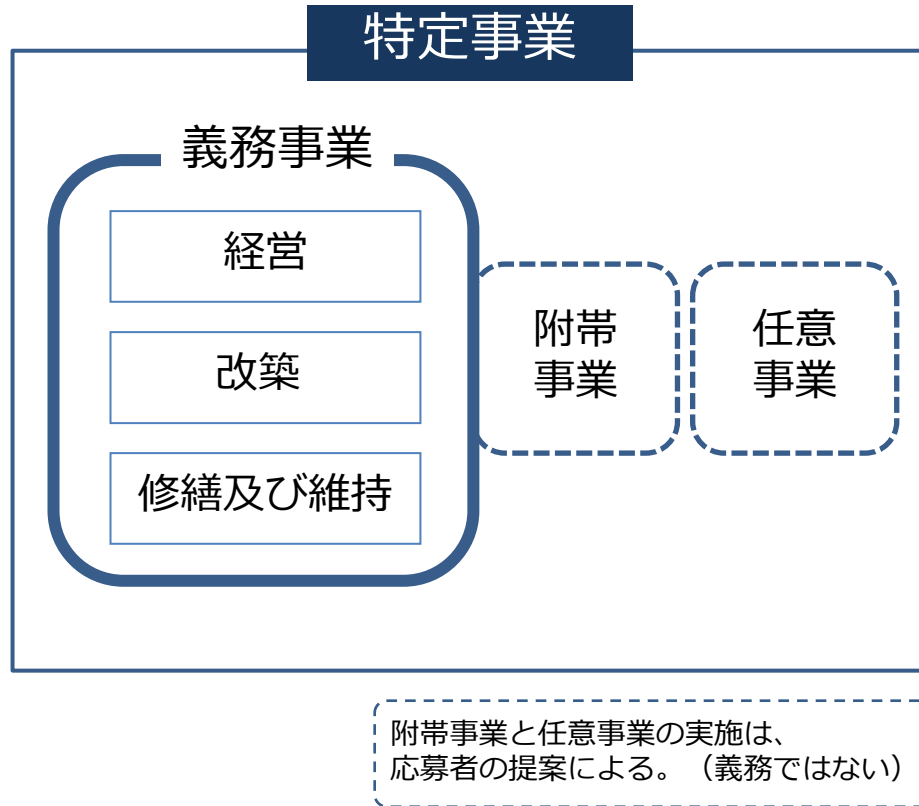 特定事業
義務事業
経営
改築
修繕及び維持
附帯
事業
任意
事業
附帯事業と任意事業の実施は、
応募者の提案による。（義務ではない）